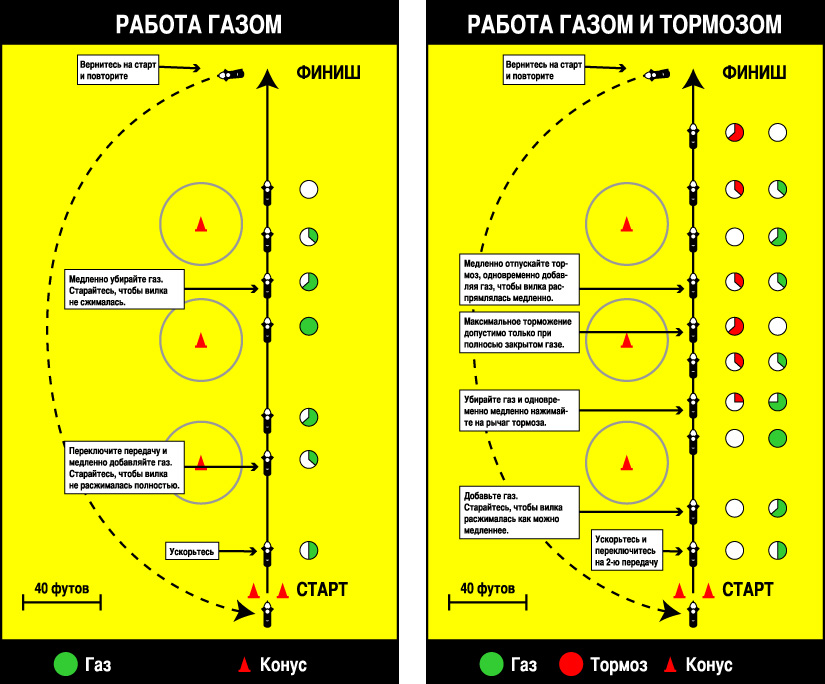 РАБОТА ГАЗОМ
Вернитесь на старт
и повторите
ФИНИШ
Медленно убирайте газ.
Старайтесь, чтобы вилка
не сжималась.
Переключите передачу и
медленно добавляйте газ.
Старайтесь, чтобы вилка
не расжималась полностью.
Ускорьтесь
40 футов
СТАРТ
Газ
Конус
РАБОТА ГАЗОМ И ТОРМОЗОМ
Вернитесь на старт
и повторите
ФИНИШ
Медленно отпускайте тор-
моз, одновременно добав-
ляя газ, чтобы вилка рас-
прямлялась медленно.
Максимальное торможение
допустимо только при
полносью закрытом газе.
Убирайте газ и одновре-
менно медленно нажимай-
те на рычаг тормоза.
Добавьте газ.
Старайтесь, чтобы вилка
расжималась как можно
медленнее.
Ускорьтесь и
переключитесь
на 2-ю передачу
40 футов
СТАРТ
Газ
Тормоз
Конус